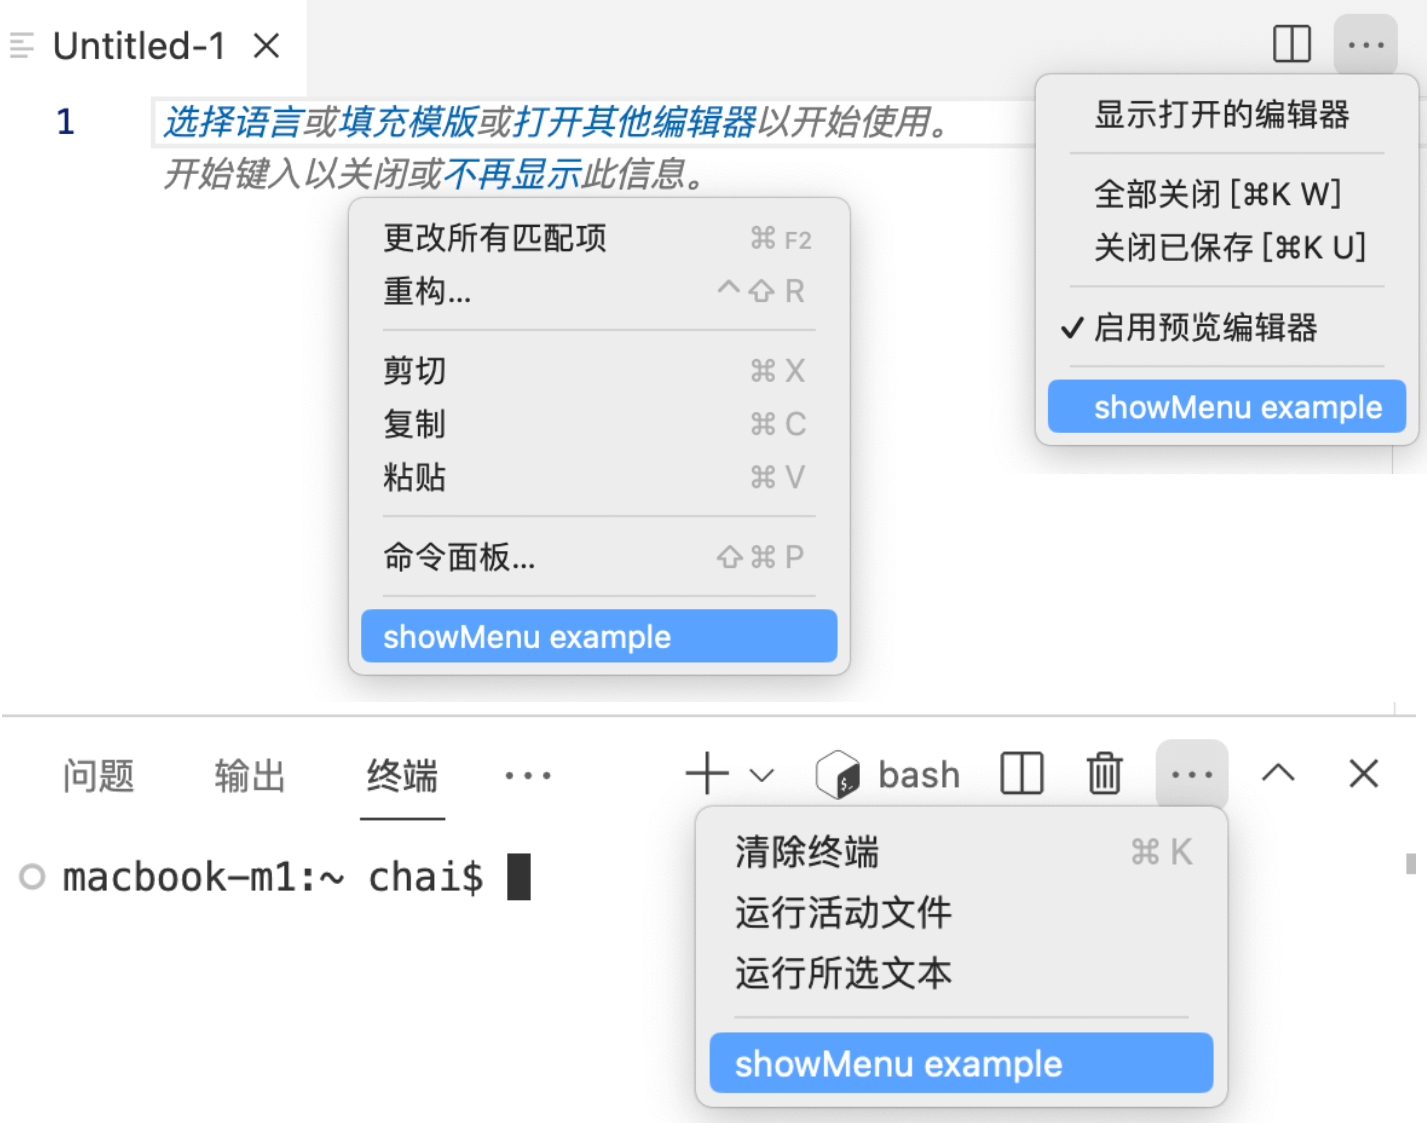 Untitled-1
1
选择语言或填充模版或打开其他编辑器以开始使用。
开始键入以关闭或不再显示此信息。
显示打开的编辑器
全部关闭 [⌘K W]
关闭已保存 [⌘K U]
✓ 启用预览编辑器
showMenu example
更改所有匹配项 ⌘ F2
重构... ^⇧ R
剪切 ⌘ X
复制 ⌘ C
粘贴 ⌘ V
命令面板... ⇧⌘ P
showMenu example
问题 输出 终端 ··· bash
macbook-m1:~ chai$
清除终端 ⌘ K
运行活动文件
运行所选文本
showMenu example